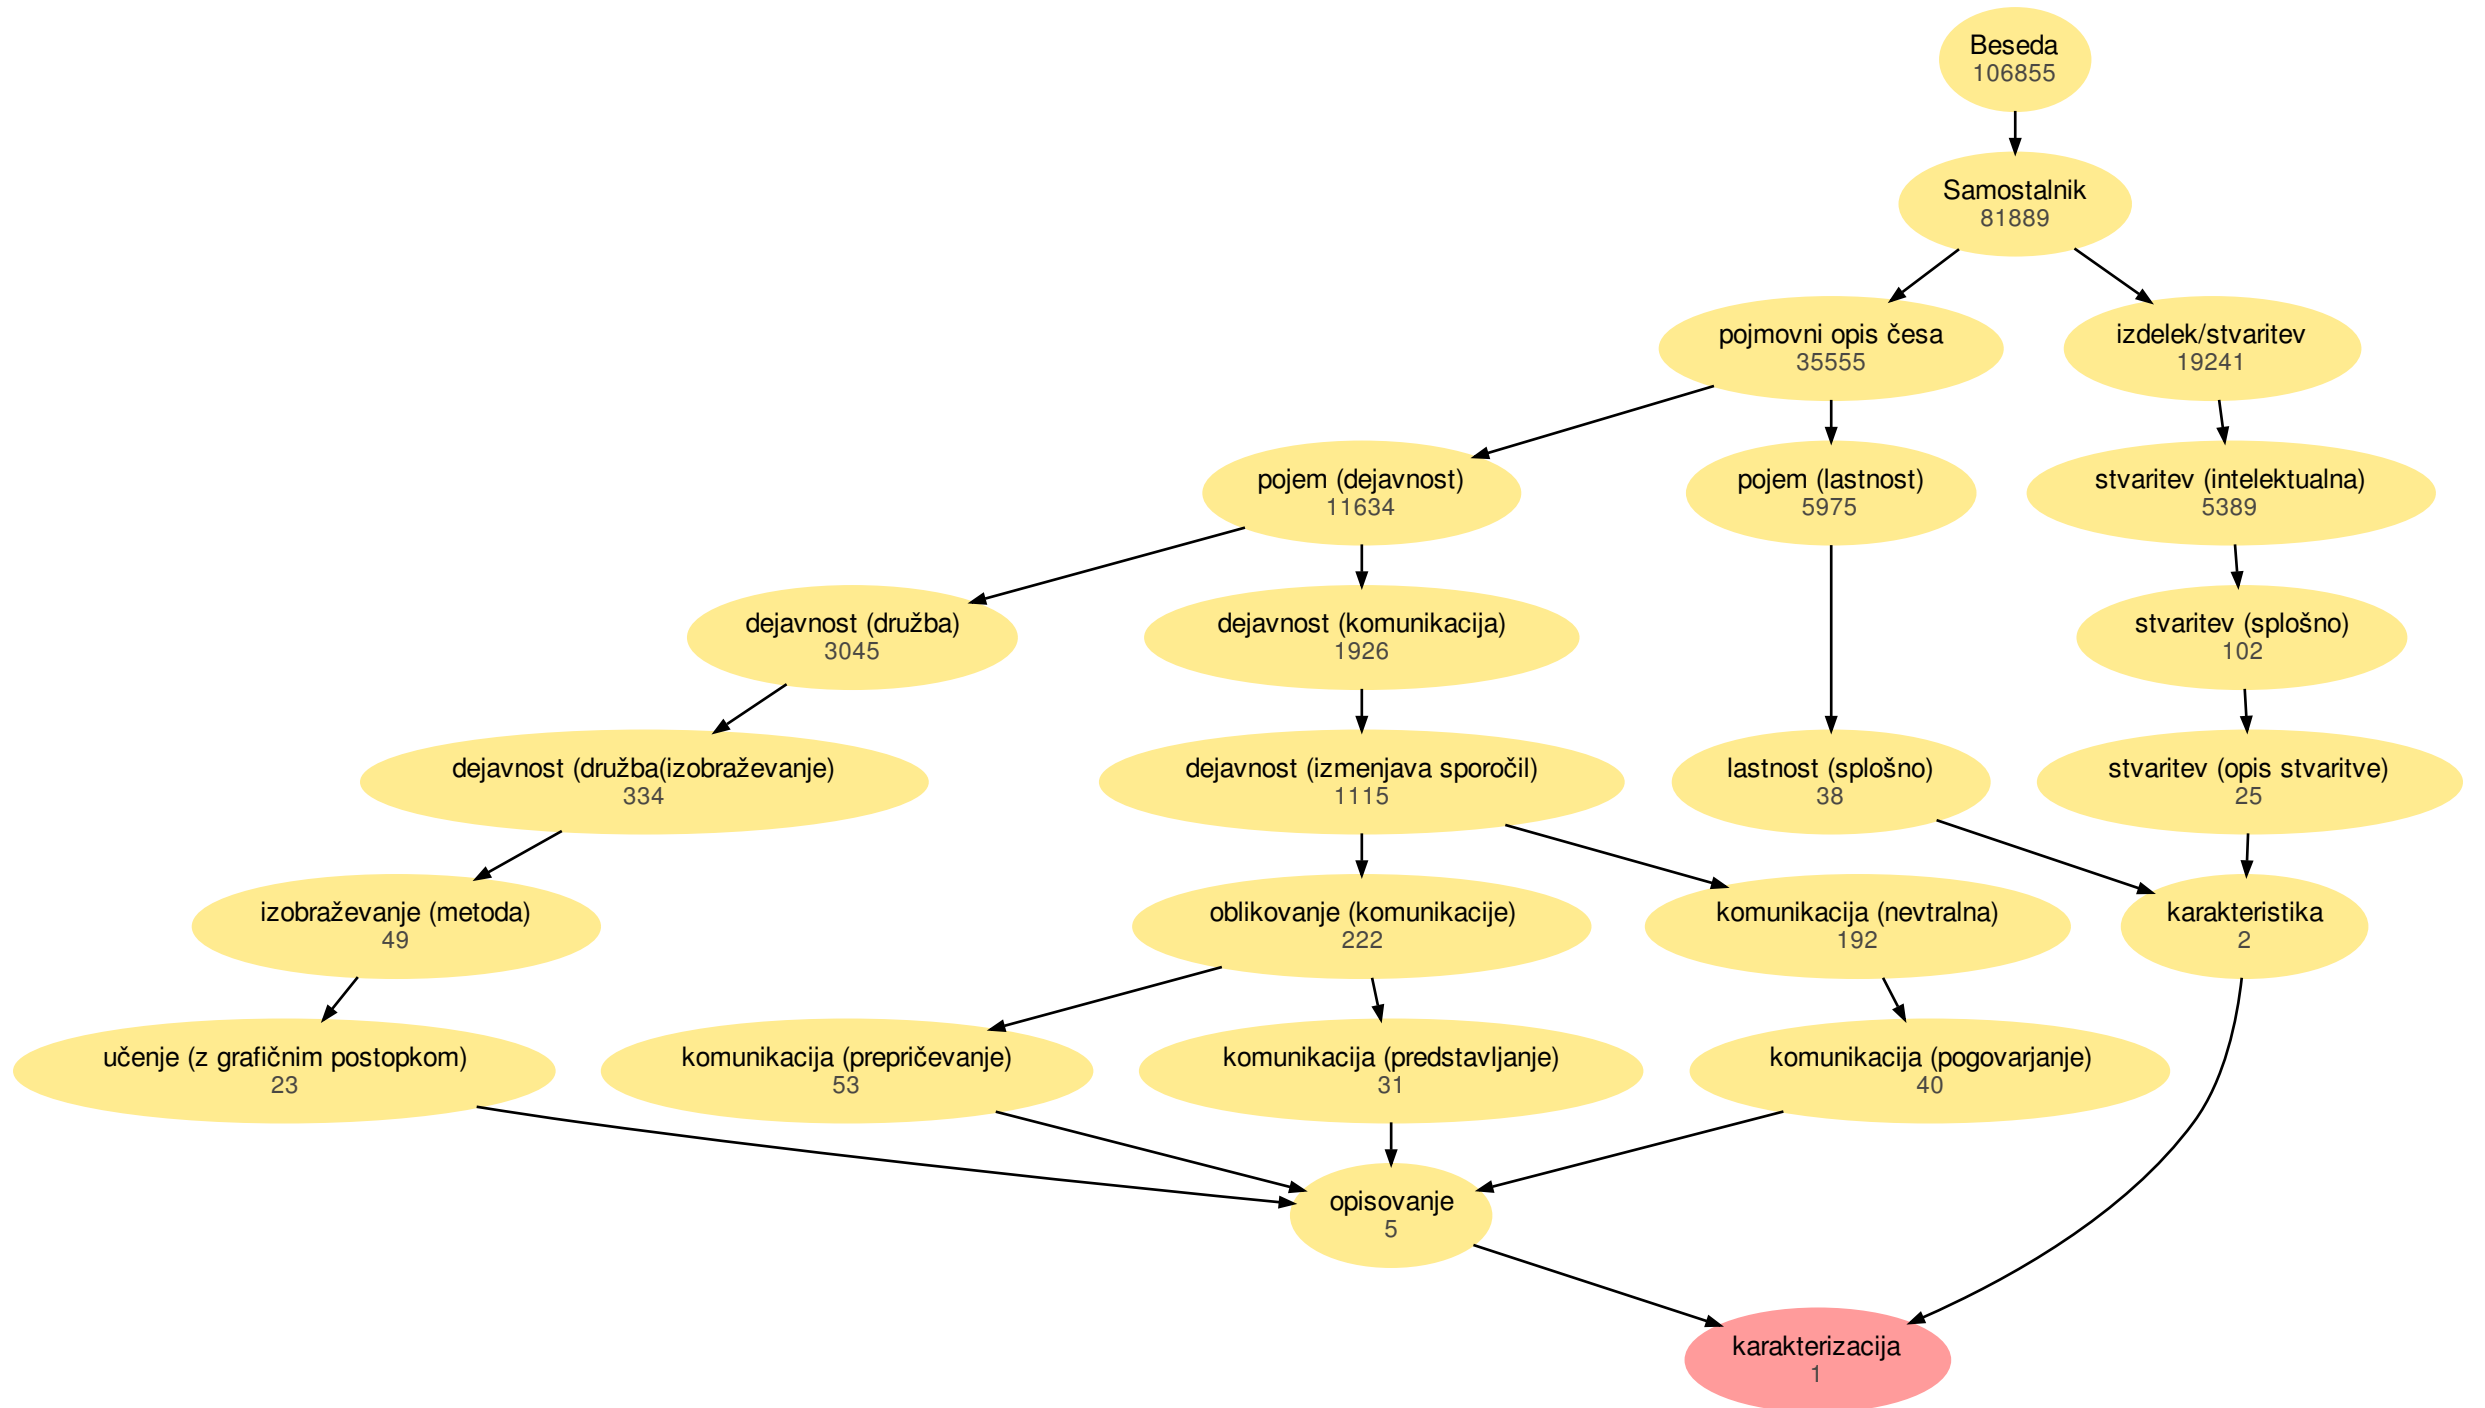 Beseda
106855
Samostalnik
81889
pojmovni opis česa
35555
izdelek/stvaritev
19241
pojem (dejavnost)
11634
pojem (lastnost)
5975
stvaritev (intelektualna)
5389
dejavnost (družba)
3045
dejavnost (komunikacija)
1926
stvaritev (splošno)
102
dejavnost (družba(izobraževanje)
334
dejavnost (izmenjava sporočil)
1115
lastnost (splošno)
38
stvaritev (opis stvaritve)
25
izobraževanje (metoda)
49
oblikovanje (komunikacije)
222
komunikacija (nevtralna)
192
karakteristika
2
učenje (z grafičnim postopkom)
23
komunikacija (prepričevanje)
53
komunikacija (predstavljanje)
31
komunikacija (pogovarjanje)
40
opisovanje
5
karakterizacija
1